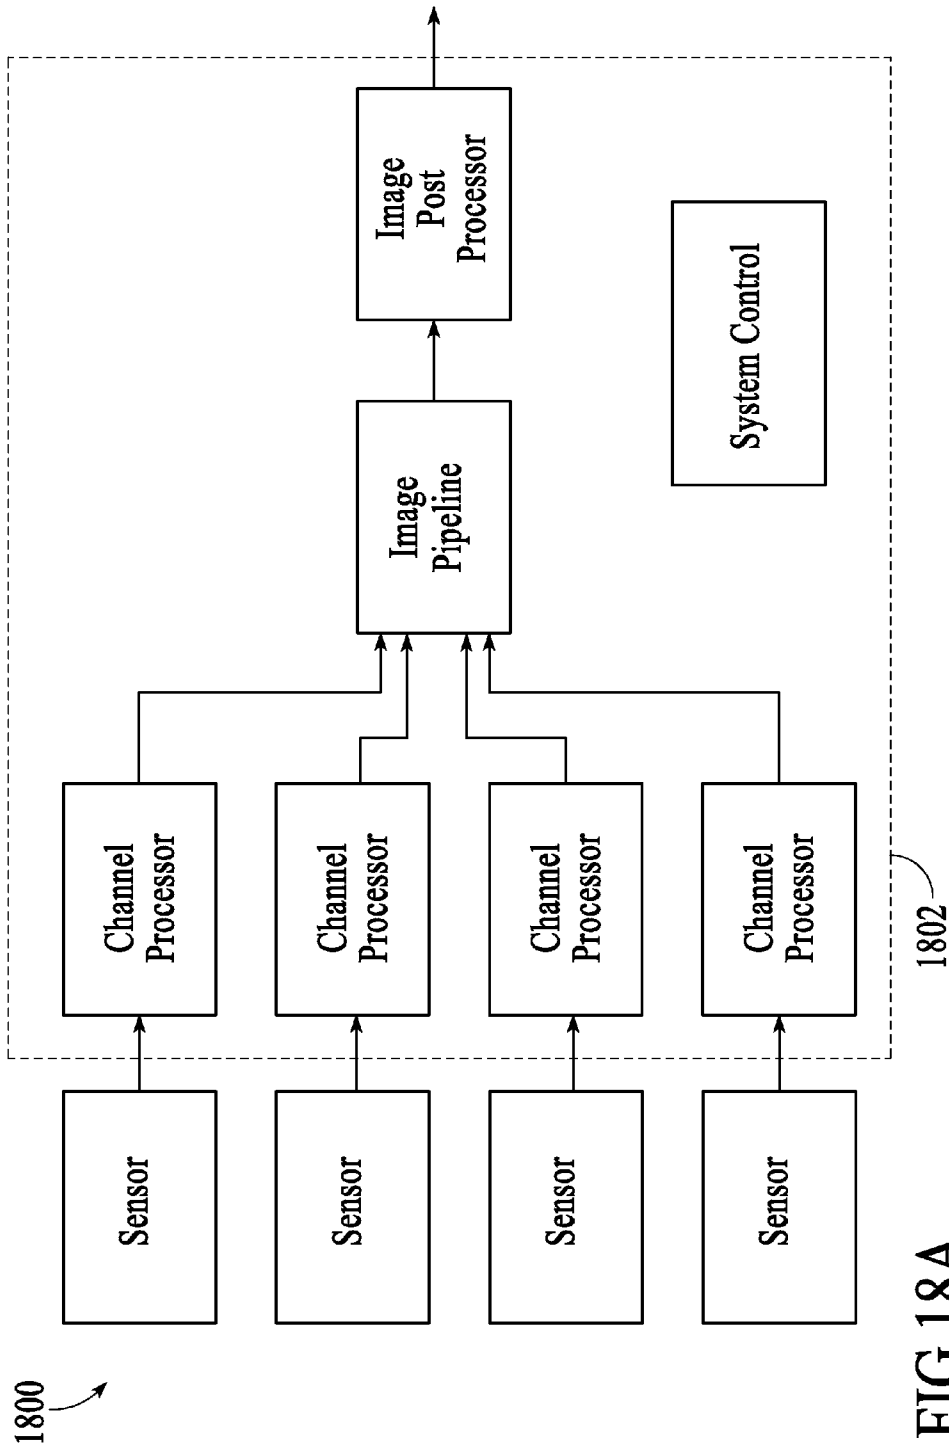 1800
Sensor
Channel
Processor
Sensor
Channel
Processor
Image
Pipeline
Image
Post
Processor
Sensor
Channel
Processor
Sensor
Channel
Processor
System Control
1802
FIG 18A